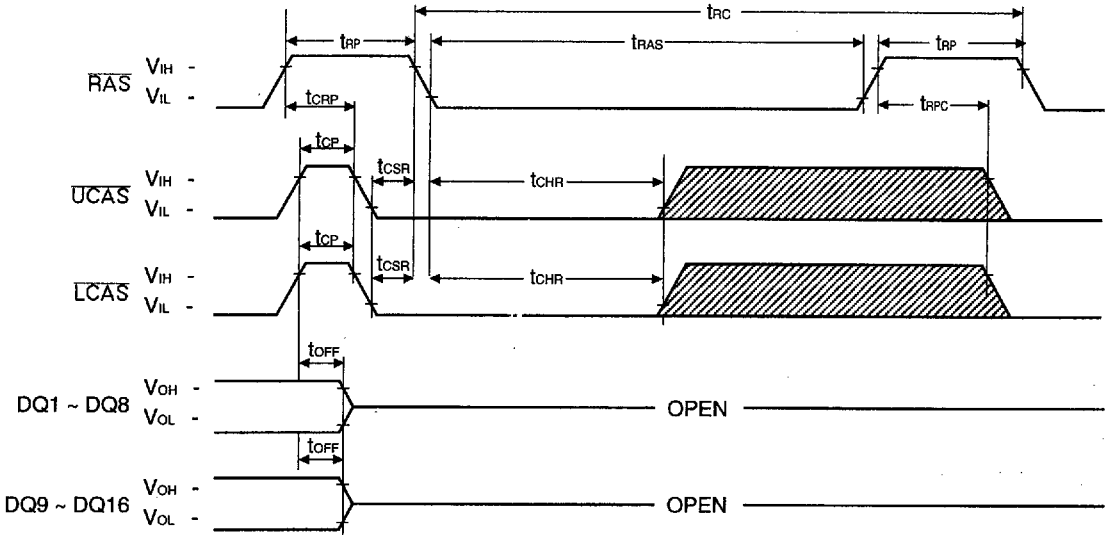 tRC
tRP tRAS tRP
RAS VIH -
VIL -
tCRP tRPC
tCP
tCSR tCHR
UCAS VIH -
VIL -
tCP
tCSR tCHR
LCAS VIH -
VIL -
tOFF
DQ1 ~ DQ8 VOH -
VOL -
OPEN
tOFF
DQ9 ~ DQ16 VOH -
VOL -
OPEN